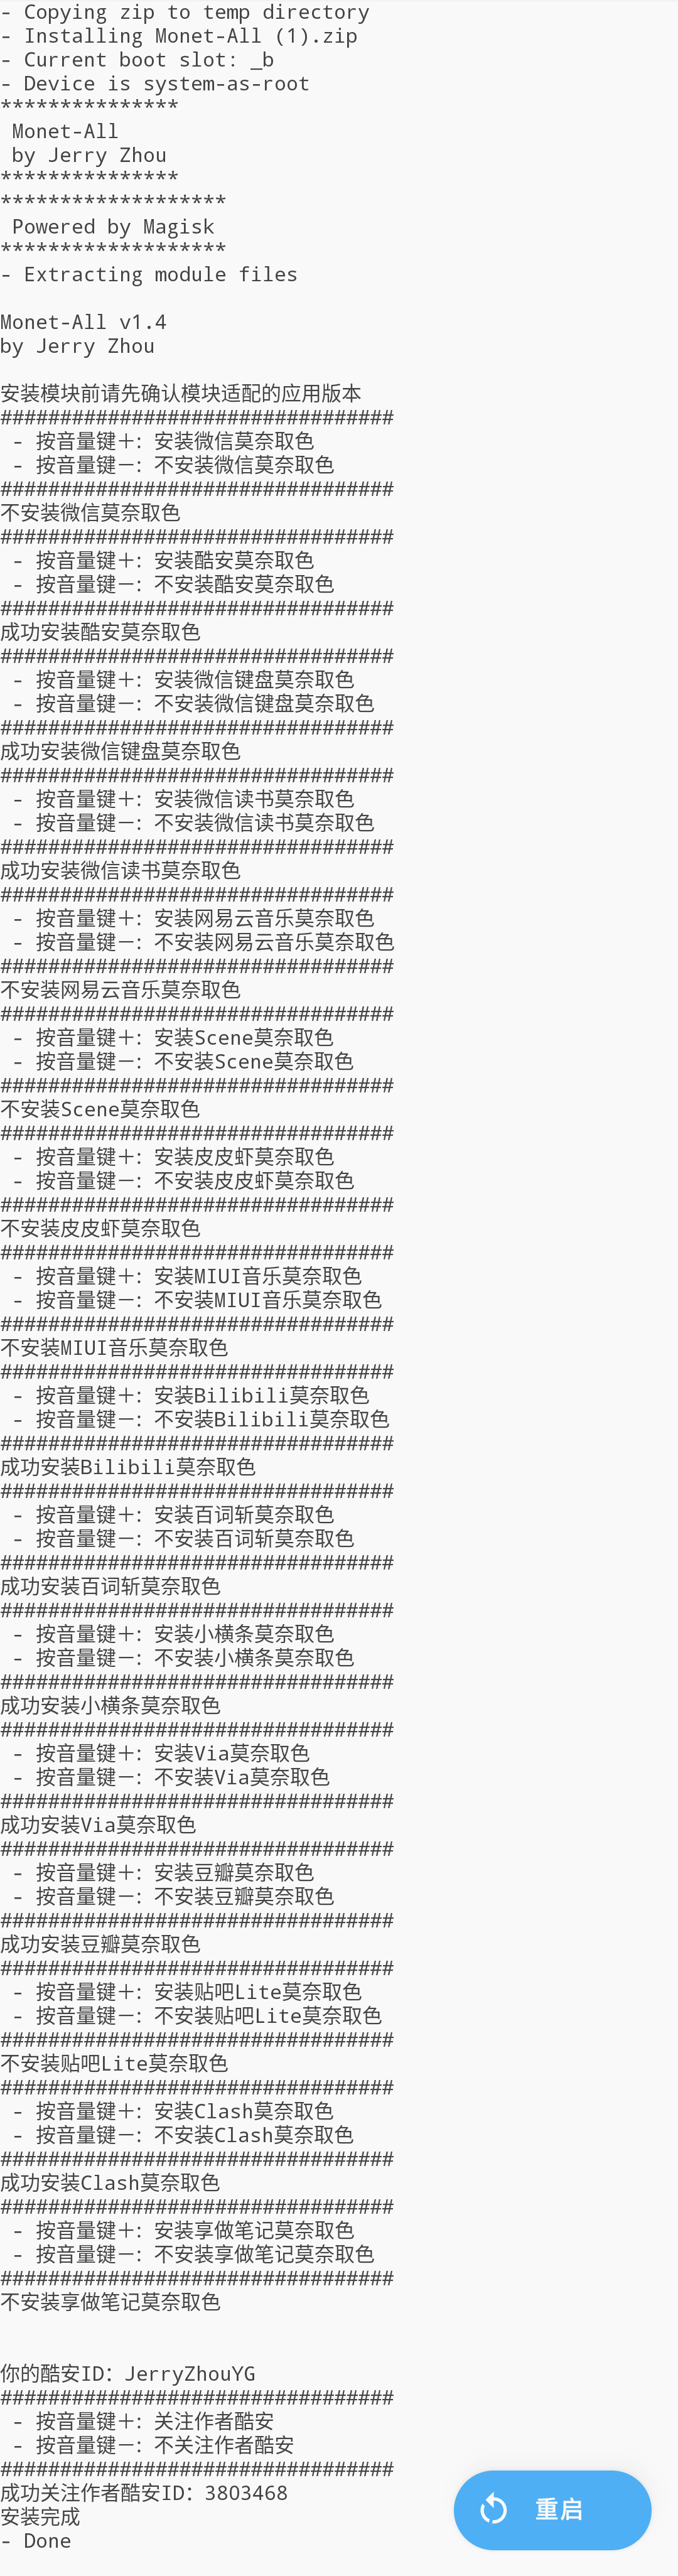 - Copying zip to temp directory
- Installing Monet-All (1).zip
- Current boot slot: _b
- Device is system-as-root
***************
 Monet-All
 by Jerry Zhou
***************
*******************
 Powered by Magisk
*******************
- Extracting module files

Monet-All v1.4
by Jerry Zhou

安装模块前请先确认模块适配的应用版本
#################################
 - 按音量键＋: 安装微信莫奈取色
 - 按音量键－: 不安装微信莫奈取色
#################################
不安装微信莫奈取色
#################################
 - 按音量键＋: 安装酷安莫奈取色
 - 按音量键－: 不安装酷安莫奈取色
#################################
成功安装酷安莫奈取色
#################################
 - 按音量键＋: 安装微信键盘莫奈取色
 - 按音量键－: 不安装微信键盘莫奈取色
#################################
成功安装微信键盘莫奈取色
#################################
 - 按音量键＋: 安装微信读书莫奈取色
 - 按音量键－: 不安装微信读书莫奈取色
#################################
成功安装微信读书莫奈取色
#################################
 - 按音量键＋: 安装网易云音乐莫奈取色
 - 按音量键－: 不安装网易云音乐莫奈取色
#################################
不安装网易云音乐莫奈取色
#################################
 - 按音量键＋: 安装Scene莫奈取色
 - 按音量键－: 不安装Scene莫奈取色
#################################
不安装Scene莫奈取色
#################################
 - 按音量键＋: 安装皮皮虾莫奈取色
 - 按音量键－: 不安装皮皮虾莫奈取色
#################################
不安装皮皮虾莫奈取色
#################################
 - 按音量键＋: 安装MIUI音乐莫奈取色
 - 按音量键－: 不安装MIUI音乐莫奈取色
#################################
不安装MIUI音乐莫奈取色
#################################
 - 按音量键＋: 安装Bilibili莫奈取色
 - 按音量键－: 不安装Bilibili莫奈取色
#################################
成功安装Bilibili莫奈取色
#################################
 - 按音量键＋: 安装百词斩莫奈取色
 - 按音量键－: 不安装百词斩莫奈取色
#################################
成功安装百词斩莫奈取色
#################################
 - 按音量键＋: 安装小横条莫奈取色
 - 按音量键－: 不安装小横条莫奈取色
#################################
成功安装小横条莫奈取色
#################################
 - 按音量键＋: 安装Via莫奈取色
 - 按音量键－: 不安装Via莫奈取色
#################################
成功安装Via莫奈取色
#################################
 - 按音量键＋: 安装豆瓣莫奈取色
 - 按音量键－: 不安装豆瓣莫奈取色
#################################
成功安装豆瓣莫奈取色
#################################
 - 按音量键＋: 安装贴吧Lite莫奈取色
 - 按音量键－: 不安装贴吧Lite莫奈取色
#################################
不安装贴吧Lite莫奈取色
#################################
 - 按音量键＋: 安装Clash莫奈取色
 - 按音量键－: 不安装Clash莫奈取色
#################################
成功安装Clash莫奈取色
#################################
 - 按音量键＋: 安装享做笔记莫奈取色
 - 按音量键－: 不安装享做笔记莫奈取色
#################################
不安装享做笔记莫奈取色

你的酷安ID: JerryZhouYG
#################################
 - 按音量键＋: 关注作者酷安
 - 按音量键－: 不关注作者酷安
#################################
成功关注作者酷安ID: 3803468
安装完成
- Done
重启